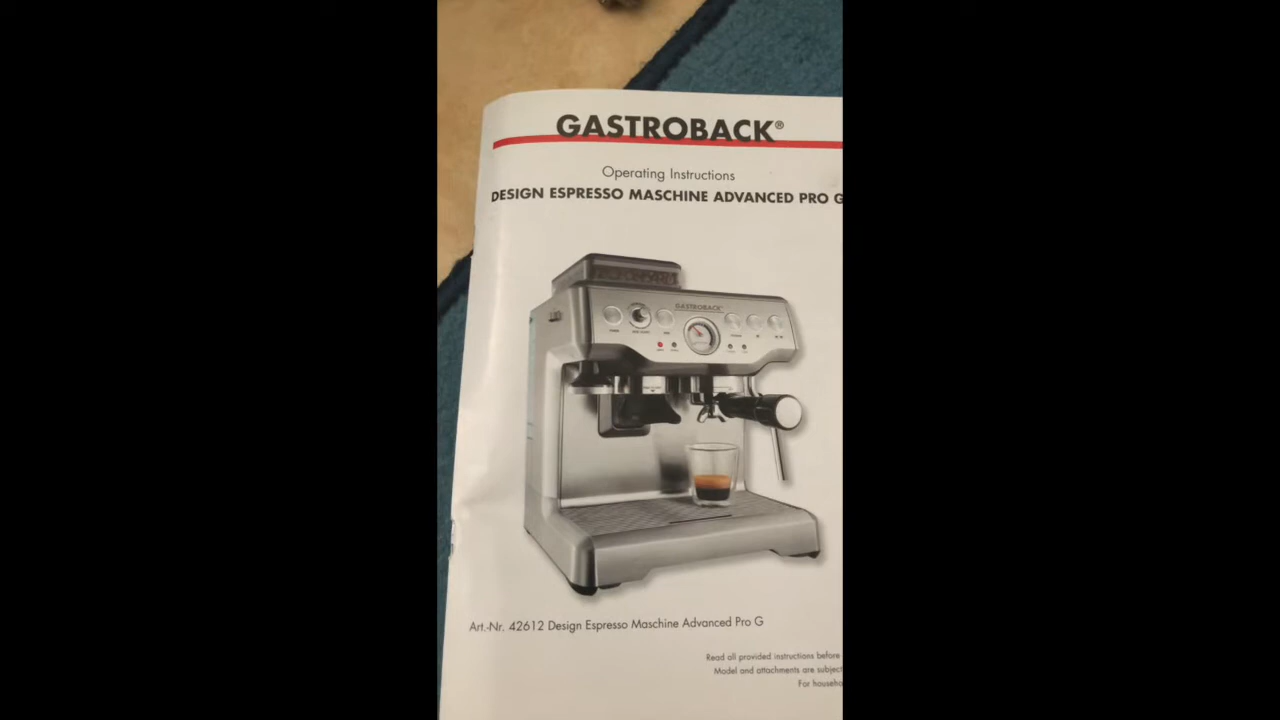 GASTROBACK®
Operating Instructions
DESIGN ESPRESSO MASCHINE ADVANCED PRO G
GASTROBACK
Art.-Nr. 42612 Design Espresso Maschine Advanced Pro G
Read all provided instructions before
Model and attachments are subject
For househo